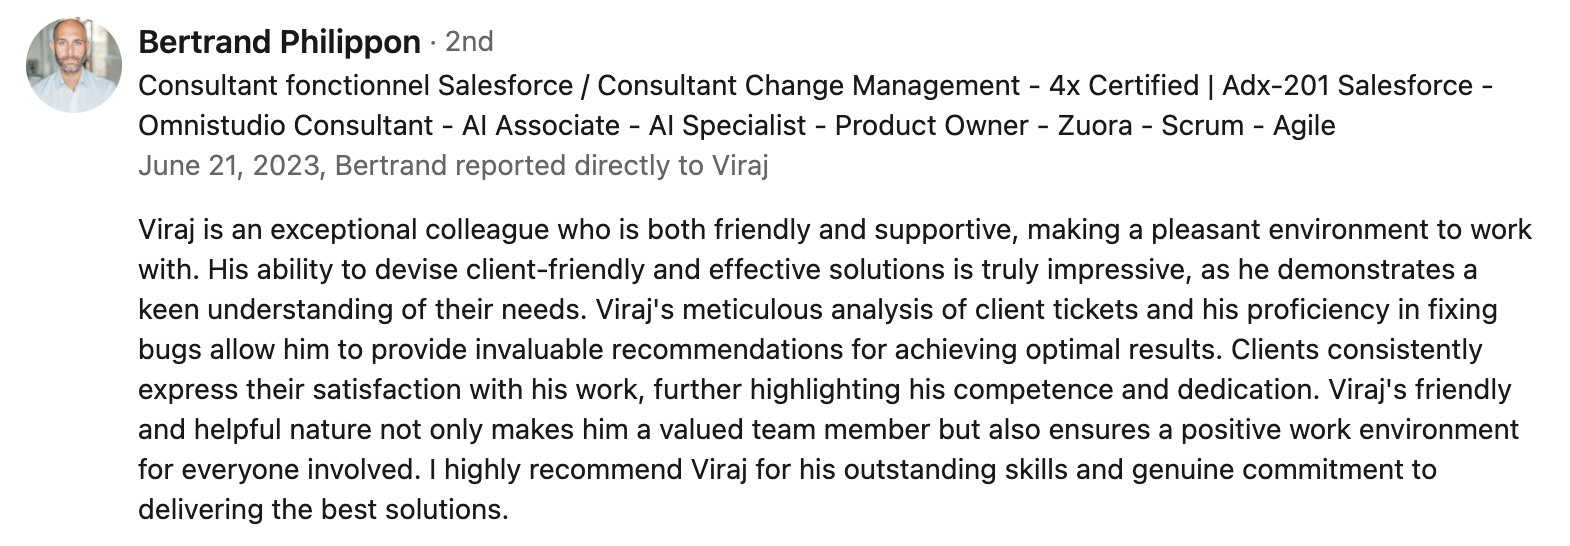 Bertrand Philippon · 2nd
Consultant fonctionnel Salesforce / Consultant Change Management - 4x Certified | Adx-201 Salesforce -
Omnistudio Consultant - AI Associate - AI Specialist - Product Owner - Zuora - Scrum - Agile
June 21, 2023, Bertrand reported directly to Viraj
Viraj is an exceptional colleague who is both friendly and supportive, making a pleasant environment to work
with. His ability to devise client-friendly and effective solutions is truly impressive, as he demonstrates a
keen understanding of their needs. Viraj's meticulous analysis of client tickets and his proficiency in fixing
bugs allow him to provide invaluable recommendations for achieving optimal results. Clients consistently
express their satisfaction with his work, further highlighting his competence and dedication. Viraj's friendly
and helpful nature not only makes him a valued team member but also ensures a positive work environment
for everyone involved. I highly recommend Viraj for his outstanding skills and genuine commitment to
delivering the best solutions.